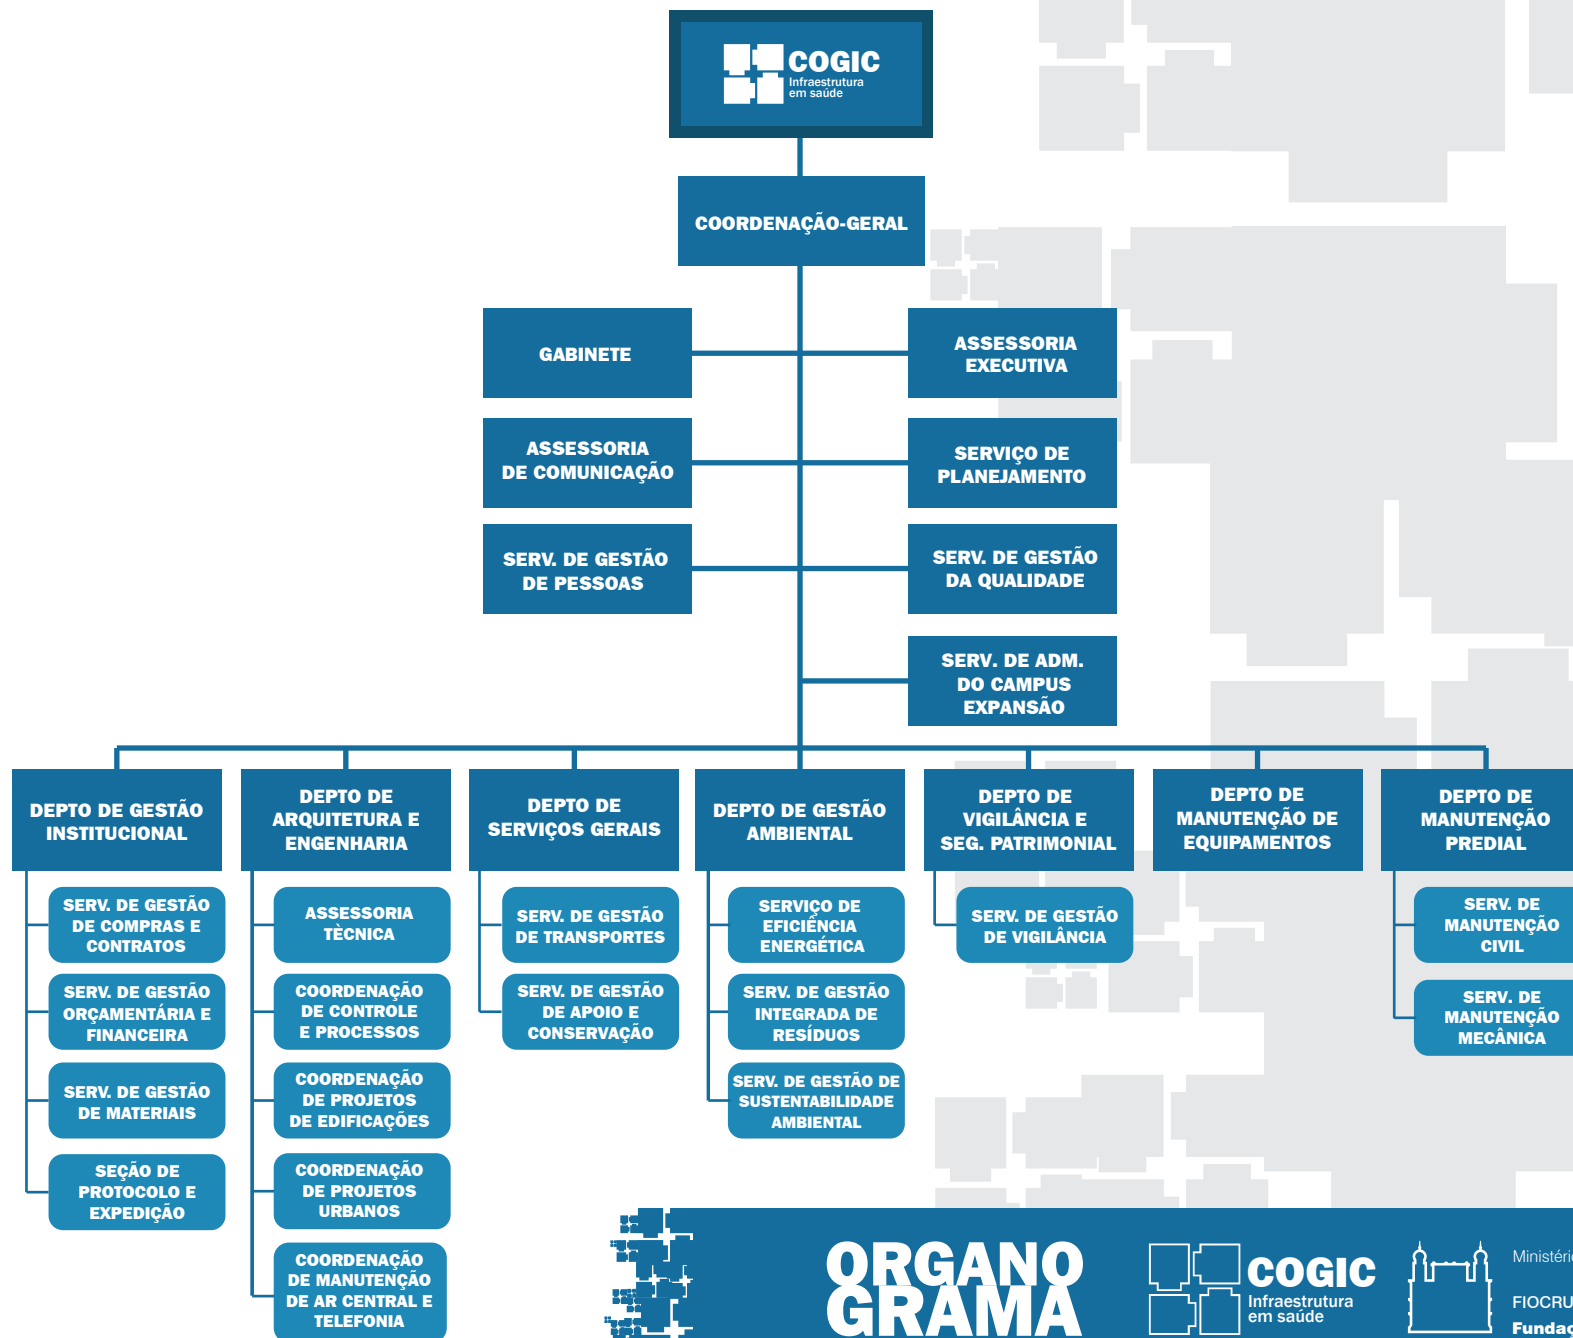 COGIC
Infraestrutura
em saúde
COORDENAÇÃO-GERAL
GABINETE
ASSESSORIA
EXECUTIVA
ASSESSORIA
DE COMUNICAÇÃO
SERVIÇO DE
PLANEJAMENTO
SERV. DE GESTÃO
DE PESSOAS
SERV. DE GESTÃO
DA QUALIDADE
SERV. DE ADM.
DO CAMPUS
EXPANSÃO
DEPTO DE GESTÃO
INSTITUCIONAL
SERV. DE GESTÃO
DE COMPRAS E
CONTRATOS
SERV. DE GESTÃO
ORÇAMENTÁRIA E
FINANCEIRA
SERV. DE GESTÃO
DE MATERIAIS
SEÇÃO DE
PROTOCOLO E
EXPEDIÇÃO
DEPTO DE
ARQUITETURA E
ENGENHARIA
ASSESSORIA
TÈCNICA
COORDENAÇÃO
DE CONTROLE
E PROCESSOS
COORDENAÇÃO
DE PROJETOS
DE EDIFICAÇÕES
COORDENAÇÃO
DE PROJETOS
URBANOS
COORDENAÇÃO
DE MANUTENÇÃO
DE AR CENTRAL E
TELEFONIA
DEPTO DE
SERVIÇOS GERAIS
SERV. DE GESTÃO
DE TRANSPORTES
SERV. DE GESTÃO
DE APOIO E
CONSERVAÇÃO
DEPTO DE GESTÃO
AMBIENTAL
SERVIÇO DE
EFICIÊNCIA
ENERGÉTICA
SERV. DE GESTÃO
INTEGRADA DE
RESÍDUOS
SERV. DE GESTÃO DE
SUSTENTABILIDADE
AMBIENTAL
DEPTO DE
VIGILÂNCIA E
SEG. PATRIMONIAL
SERV. DE GESTÃO
DE VIGILÂNCIA
DEPTO DE
MANUTENÇÃO DE
EQUIPAMENTOS
DEPTO DE
MANUTENÇÃO
PREDIAL
SERV. DE
MANUTENÇÃO
CIVIL
SERV. DE
MANUTENÇÃO
MECÂNICA
ORGANO
GRAMA
COGIC
Infraestrutura
em saúde